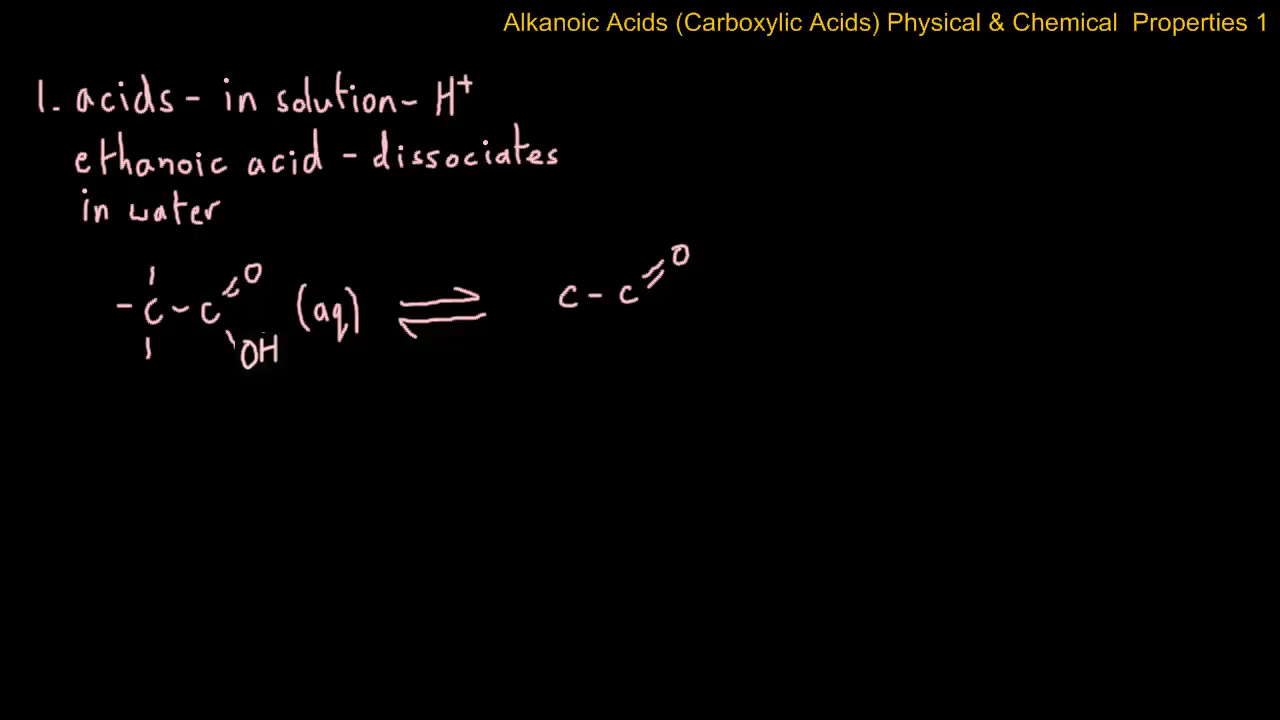 Alkanoic Acids (Carboxylic Acids) Physical & Chemical Properties 1
1. acids - in solution - H⁺
ethanoic acid - dissociates
in water
- C - C = O OH (aq) ⇌ C - C = O